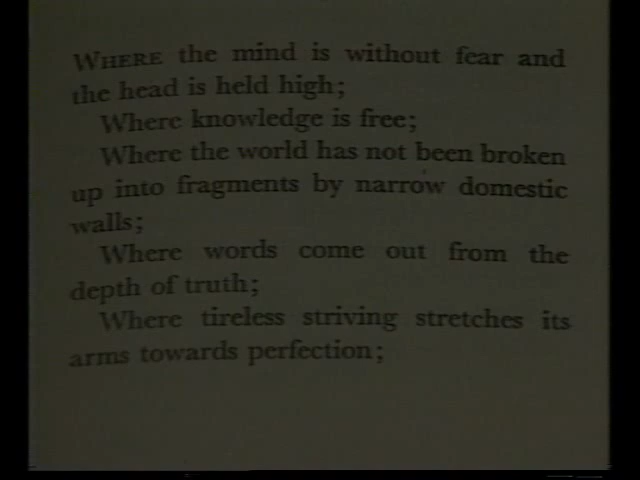 WHERE the mind is without fear and
the head is held high;
Where knowledge is free;
Where the world has not been broken
up into fragments by narrow domestic
walls;
Where words come out from the
depth of truth;
Where tireless striving stretches its
arms towards perfection;